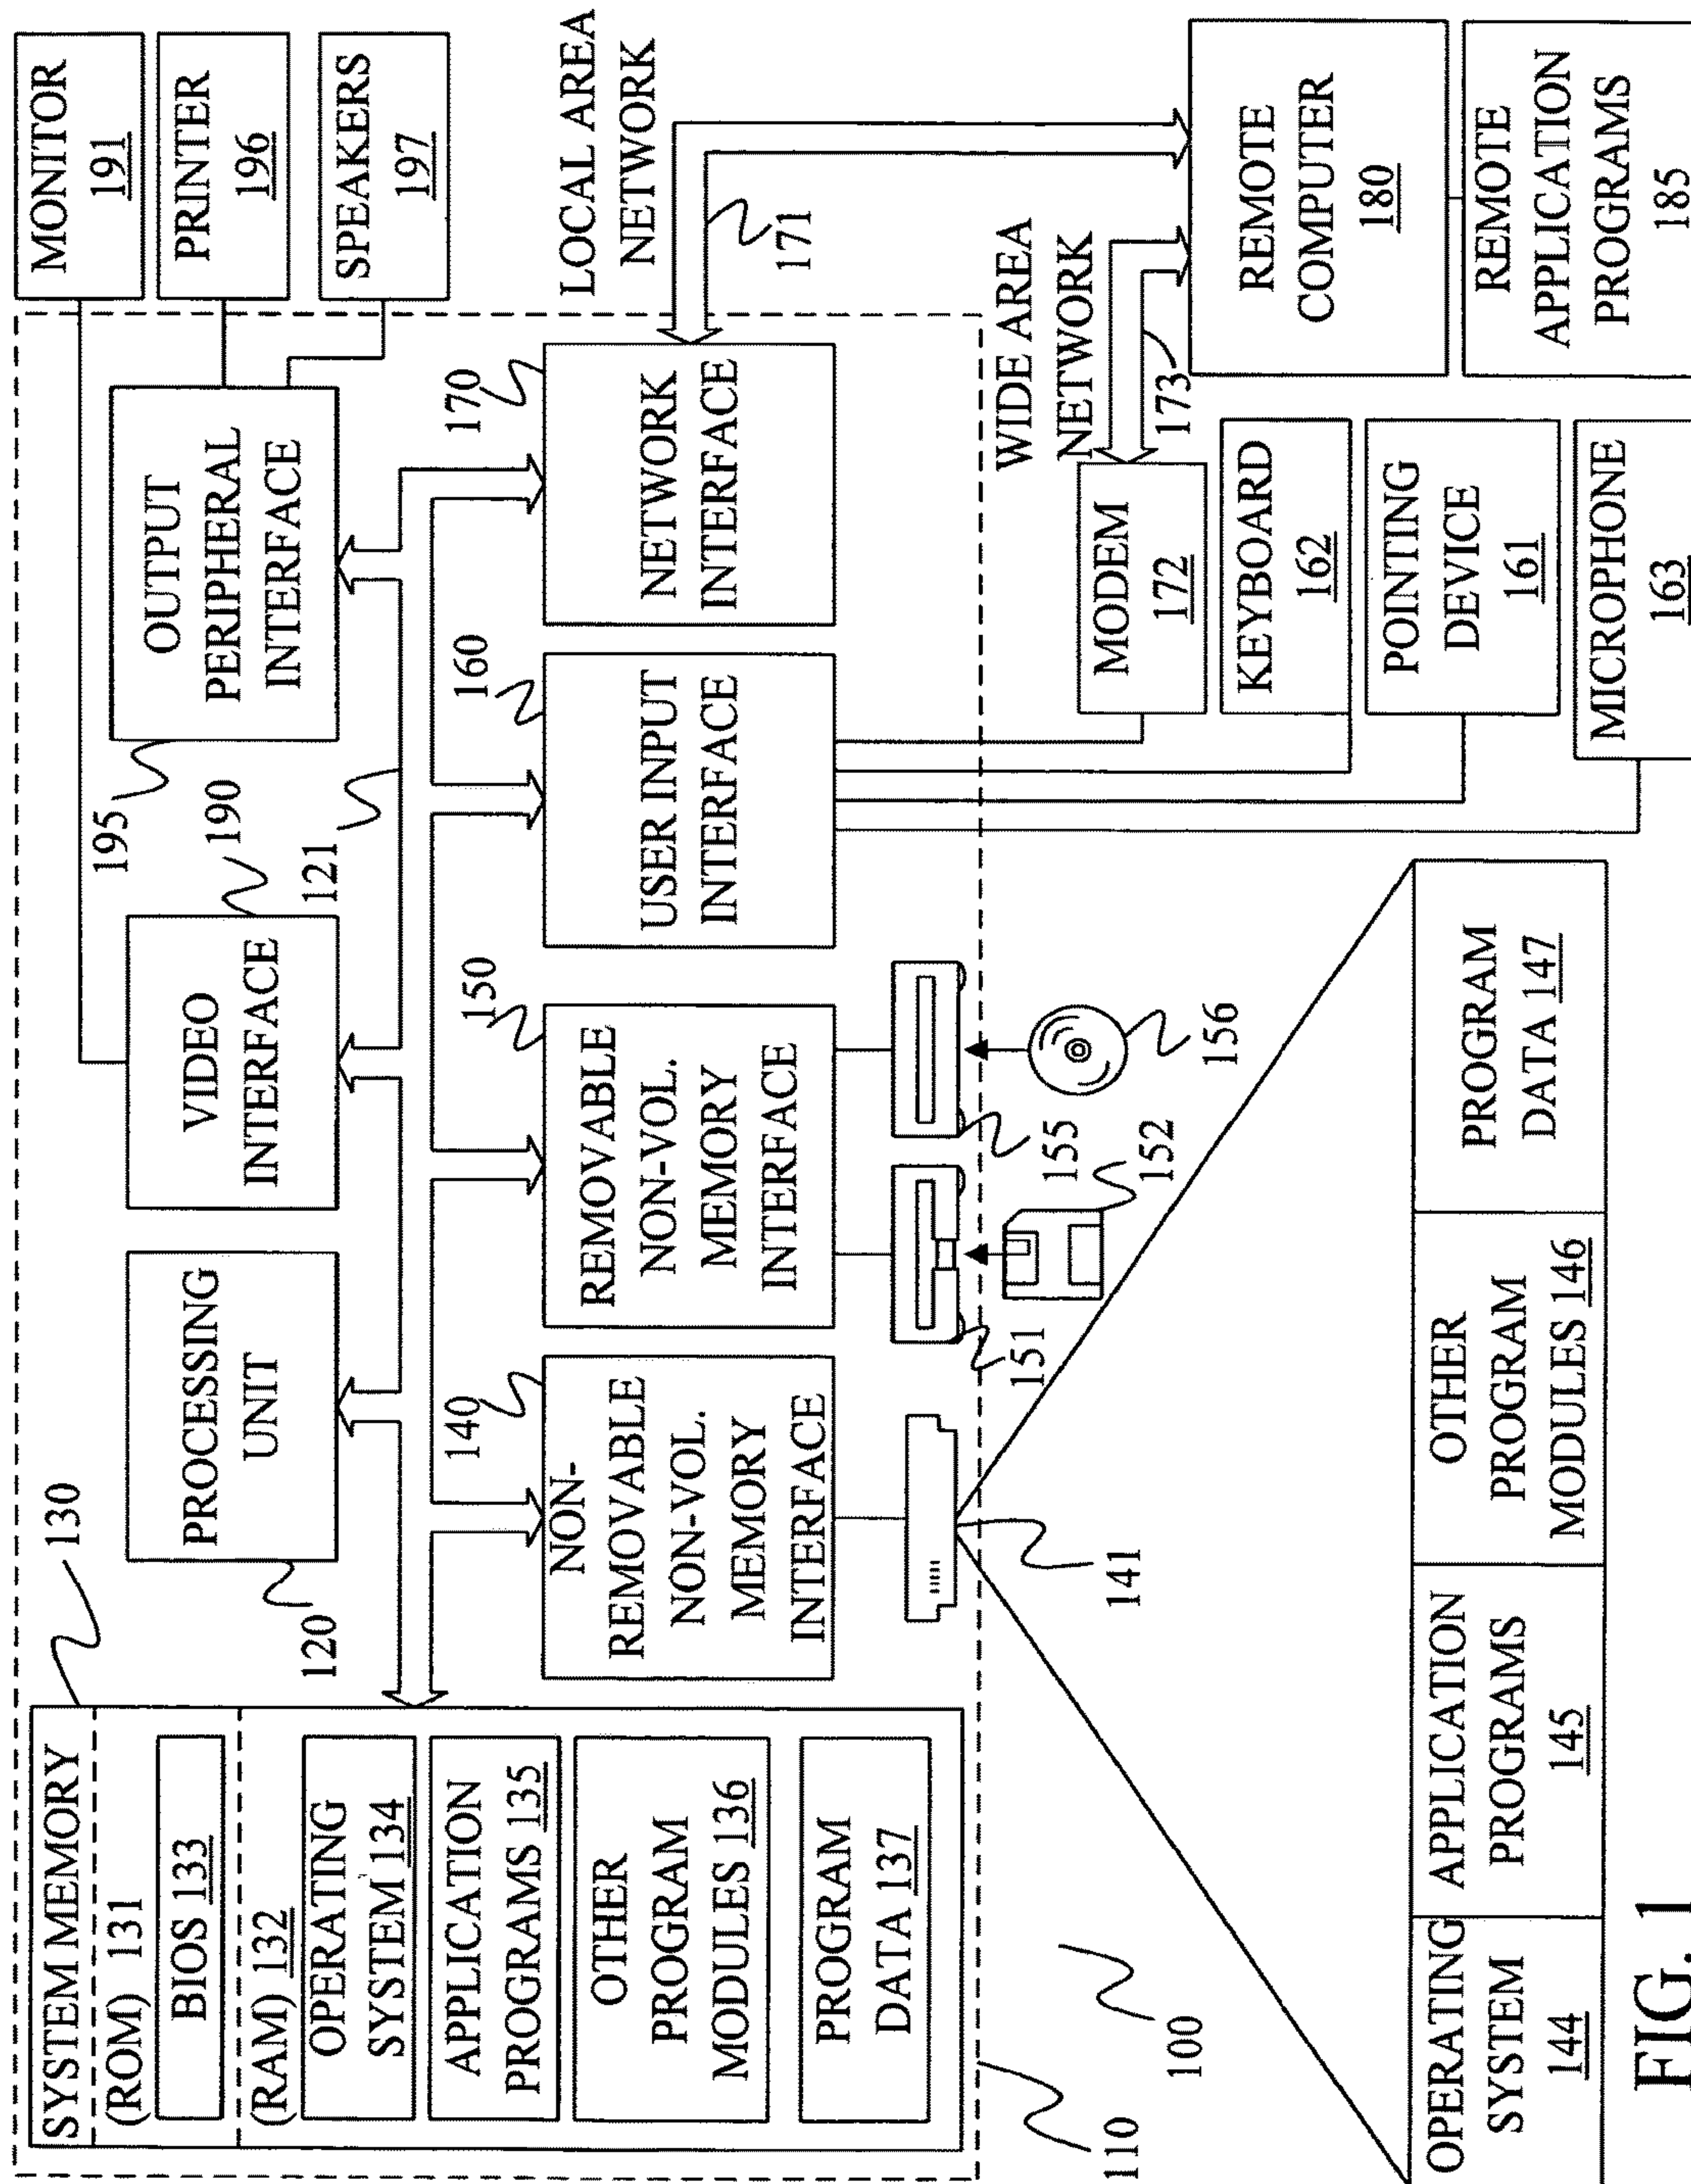 SYSTEM MEMORY
(ROM) 131
BIOS 133
(RAM) 132
OPERATING
SYSTEM 134
APPLICATION
PROGRAMS 135
OTHER
PROGRAM
MODULES 136
PROGRAM
DATA 137
130
PROCESSING
UNIT
120
VIDEO
INTERFACE
190
121
OUTPUT
PERIPHERAL
INTERFACE
195
MONITOR
191
PRINTER
196
SPEAKERS
197
NON-
REMOVABLE
NON-VOL.
MEMORY
INTERFACE
140
REMOVABLE
NON-VOL.
MEMORY
INTERFACE
150
USER INPUT
INTERFACE
160
NETWORK
INTERFACE
170
LOCAL AREA
NETWORK
171
141
151
152
155
156
WIDE AREA
NETWORK
173
MODEM
172
KEYBOARD
162
POINTING
DEVICE
161
MICROPHONE
163
REMOTE
COMPUTER
180
REMOTE
APPLICATION
PROGRAMS
185
110
100
OPERATING
SYSTEM
144
APPLICATION
PROGRAMS
145
OTHER
PROGRAM
MODULES 146
PROGRAM
DATA 147
FIG. 1